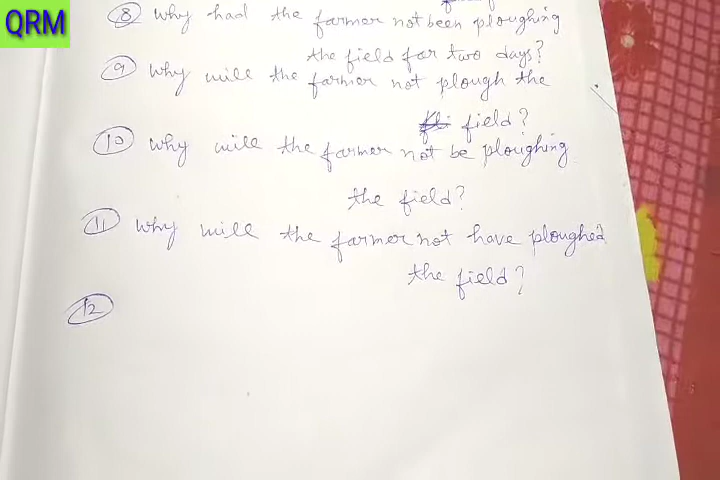 QRM
8 Why had the farmer not been ploughing
the field for two days?
9 Why will the farmer not plough the
field?
10 Why will the farmer not be ploughing
the field?
11 Why will the farmer not have ploughed
the field?
12